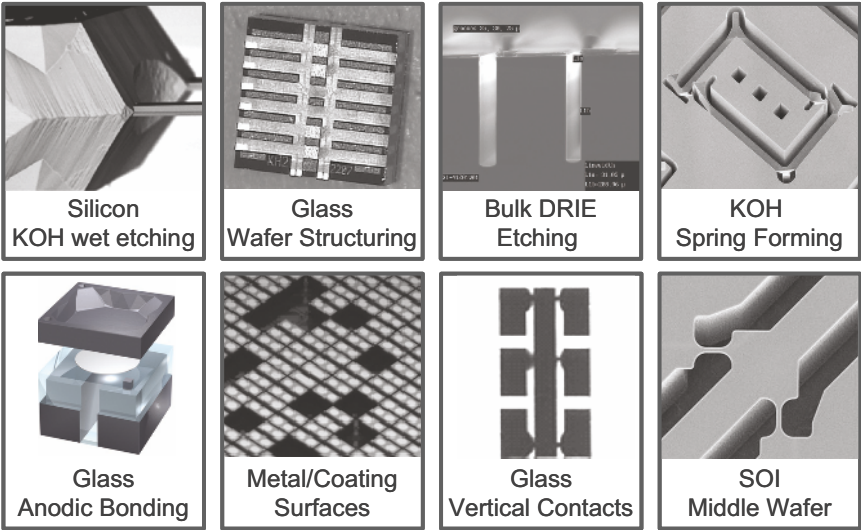 KH2
Silicon
KOH wet etching
Glass
Wafer Structuring
Bulk DRIE
Etching
KOH
Spring Forming
Glass
Anodic Bonding
Metal/Coating
Surfaces
Glass
Vertical Contacts
SOI
Middle Wafer